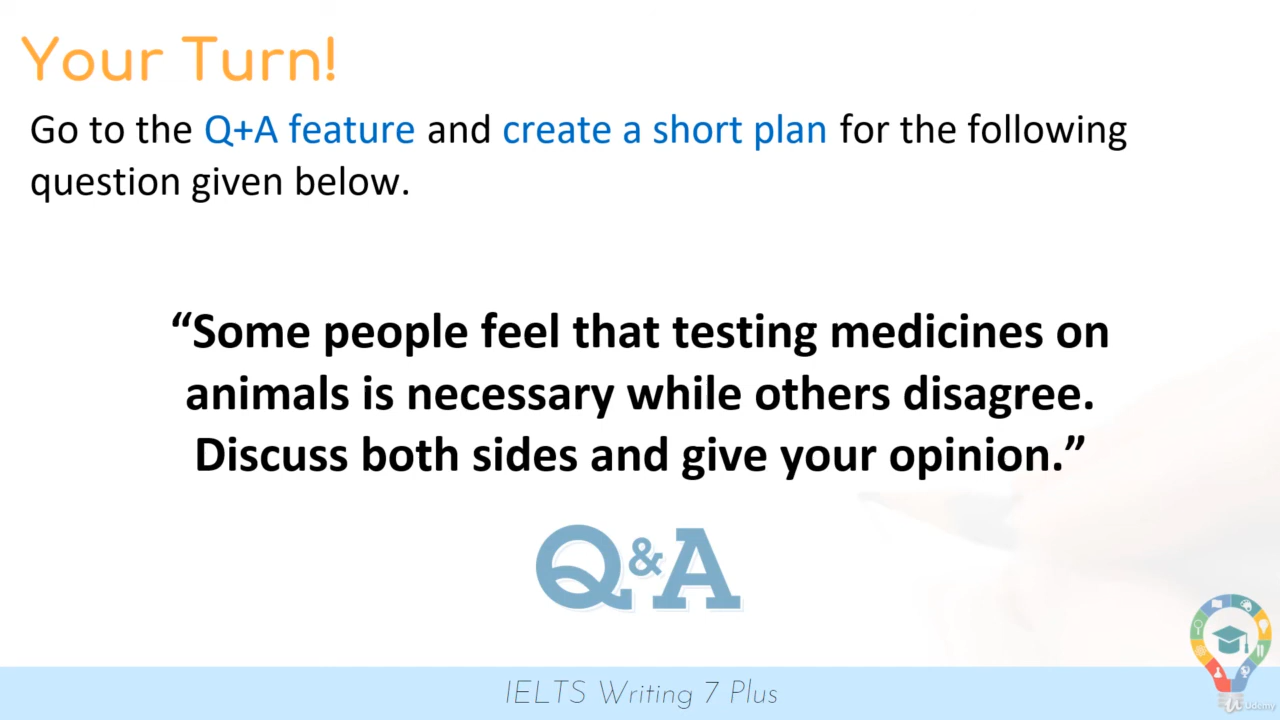 Your Turn!
Go to the Q+A feature and create a short plan for the following
question given below.
“Some people feel that testing medicines on
animals is necessary while others disagree.
Discuss both sides and give your opinion.”
Q&A
IELTS Writing 7 Plus
Udemy